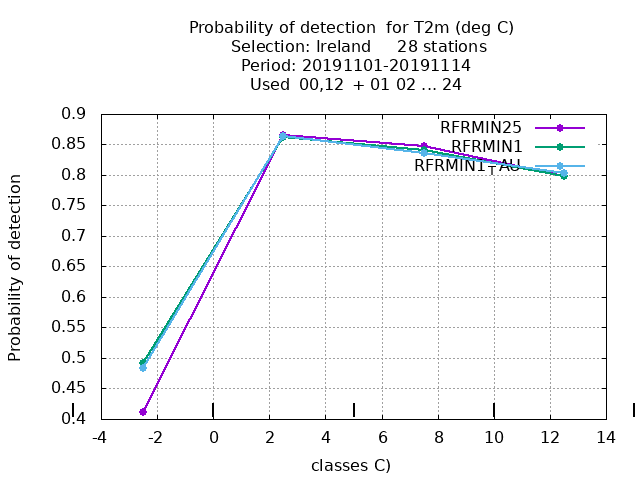 Probability of detection for T2m (deg C)
Selection: Ireland 28 stations
Period: 20191101-20191114
Used 00,12 + 01 02 ... 24
0.9
0.85
0.8
0.75
0.7
0.65
0.6
0.55
0.5
0.45
0.4
Probability of detection
RFRMIN25
RFRMIN1
RFRMIN1_AU
-4 -2 0 2 4 6 8 10 12 14
classes C)